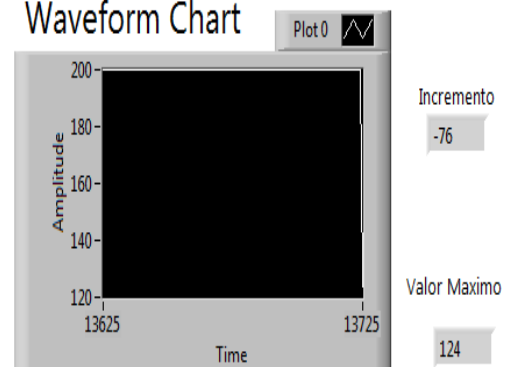 Waveform Chart
Plot 0
200
180
160
140
120
Amplitude
13625
13725
Time
Incremento
-76
Valor Maximo
124